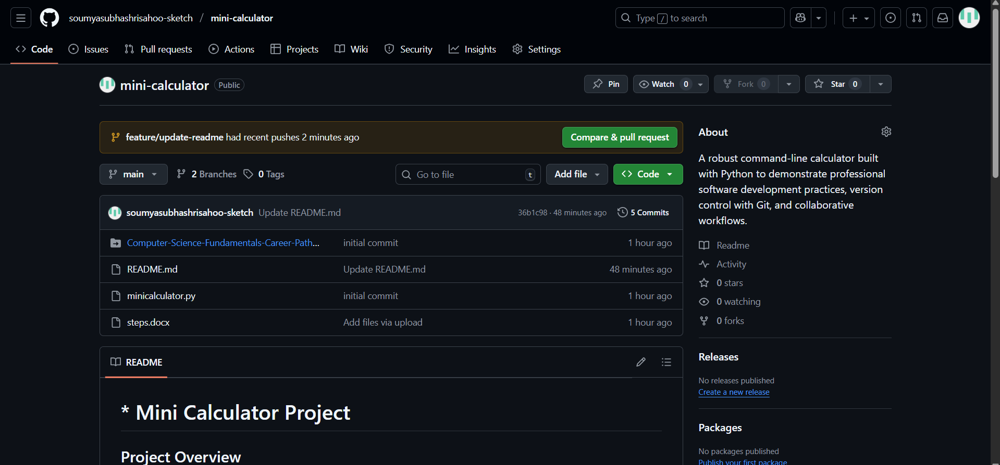 soumyasubhashrisahoo-sketch / mini-calculator
Type / to search
Code
Issues
Pull requests
Actions
Projects
Wiki
Security
Insights
Settings
mini-calculator Public
Pin
Watch 0
Fork 0
Star 0
feature/update-readme had recent pushes 2 minutes ago
Compare & pull request
main
2 Branches
0 Tags
Go to file t
Add file
Code
soumyasubhashrisahoo-sketch Update README.md
36b1c98 · 48 minutes ago
5 Commits
Computer-Science-Fundamentals-Career-Path... initial commit 1 hour ago
README.md Update README.md 48 minutes ago
minicalculator.py initial commit 1 hour ago
steps.docx Add files via upload 1 hour ago
README
* Mini Calculator Project
Project Overview
About
A robust command-line calculator built
with Python to demonstrate professional
software development practices, version
control with Git, and collaborative
workflows.
Readme
Activity
0 stars
0 watching
0 forks
Releases
No releases published
Create a new release
Packages
No packages published
Publish your first package